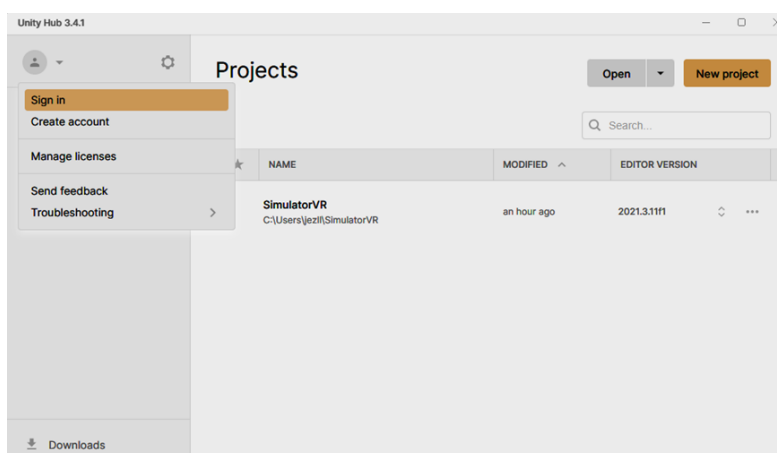 Unity Hub 3.4.1
Projects
Open
New project
Sign in
Create account
Manage licenses
Send feedback
Troubleshooting
Search...
NAME
MODIFIED
EDITOR VERSION
SimulatorVR
C:\Users\jezll\SimulatorVR
an hour ago
2021.3.11f1
Downloads